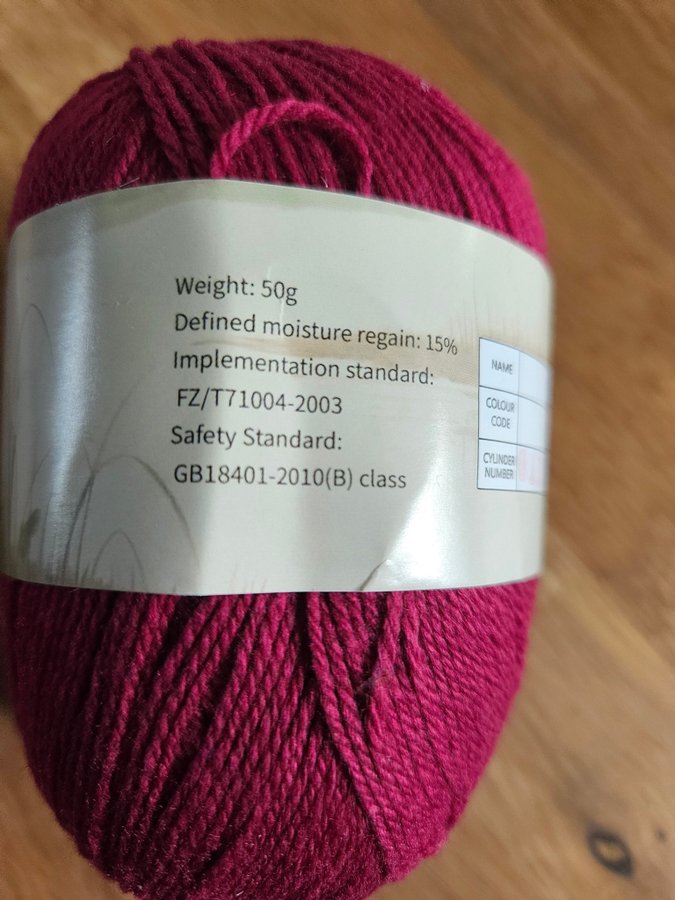 Weight: 50g
Defined moisture regain: 15%
Implementation standard:
FZ/T71004-2003
Safety Standard:
GB18401-2010(B) class
NAME
COLOUR
CODE
CYLINDER
NUMBER